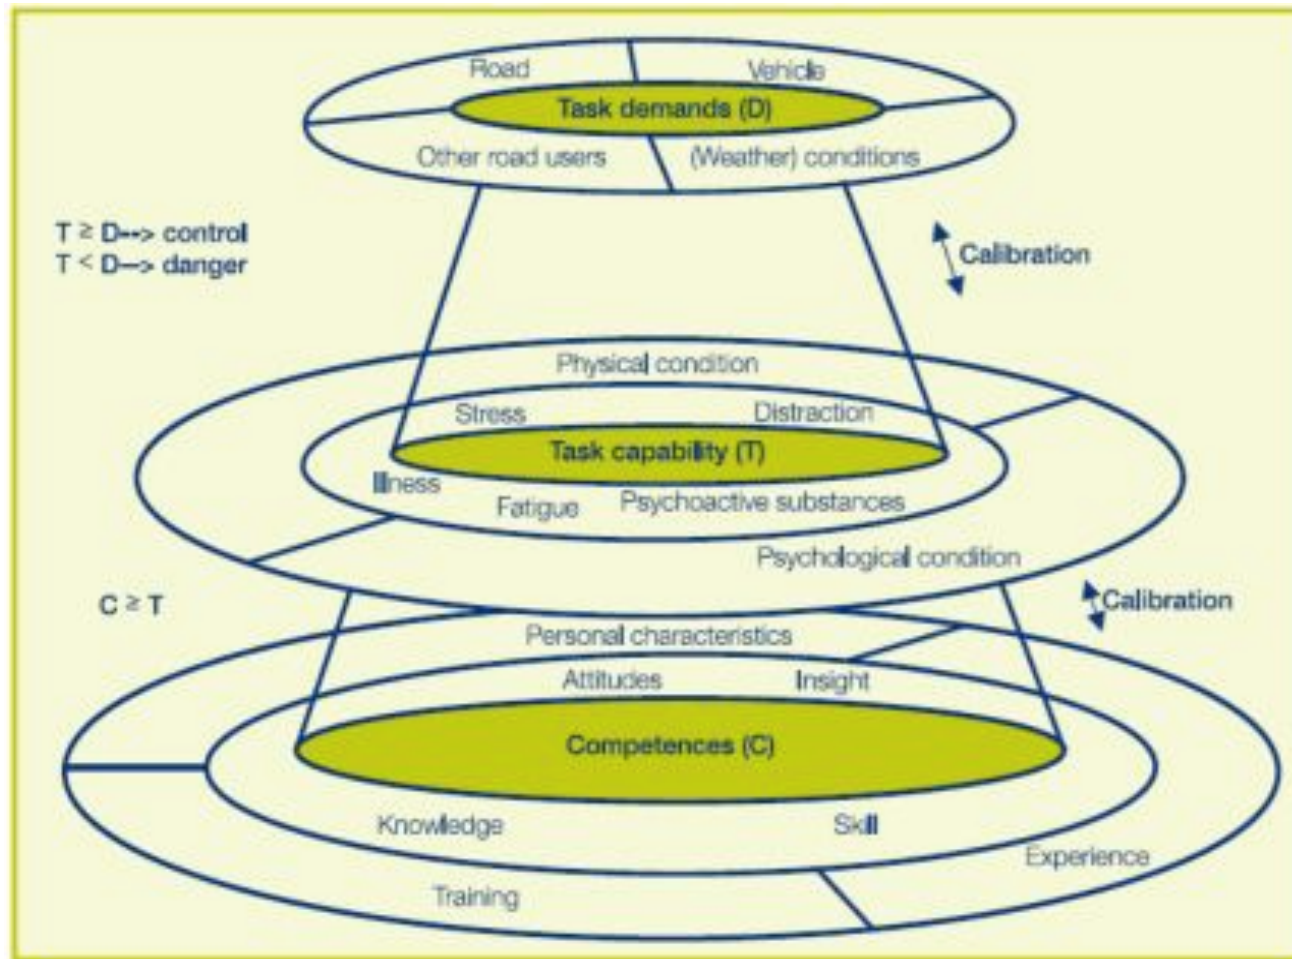 Road
Vehicle
Task demands (D)
Other road users
(Weather) conditions
T ≥ D--> control
T < D—> danger
Calibration
Physical condition
Stress
Distraction
Task capability (T)
Illness
Fatigue
Psychoactive substances
Psychological condition
C ≥ T
Calibration
Personal characteristics
Attitudes
Insight
Competences (C)
Knowledge
Skill
Experience
Training